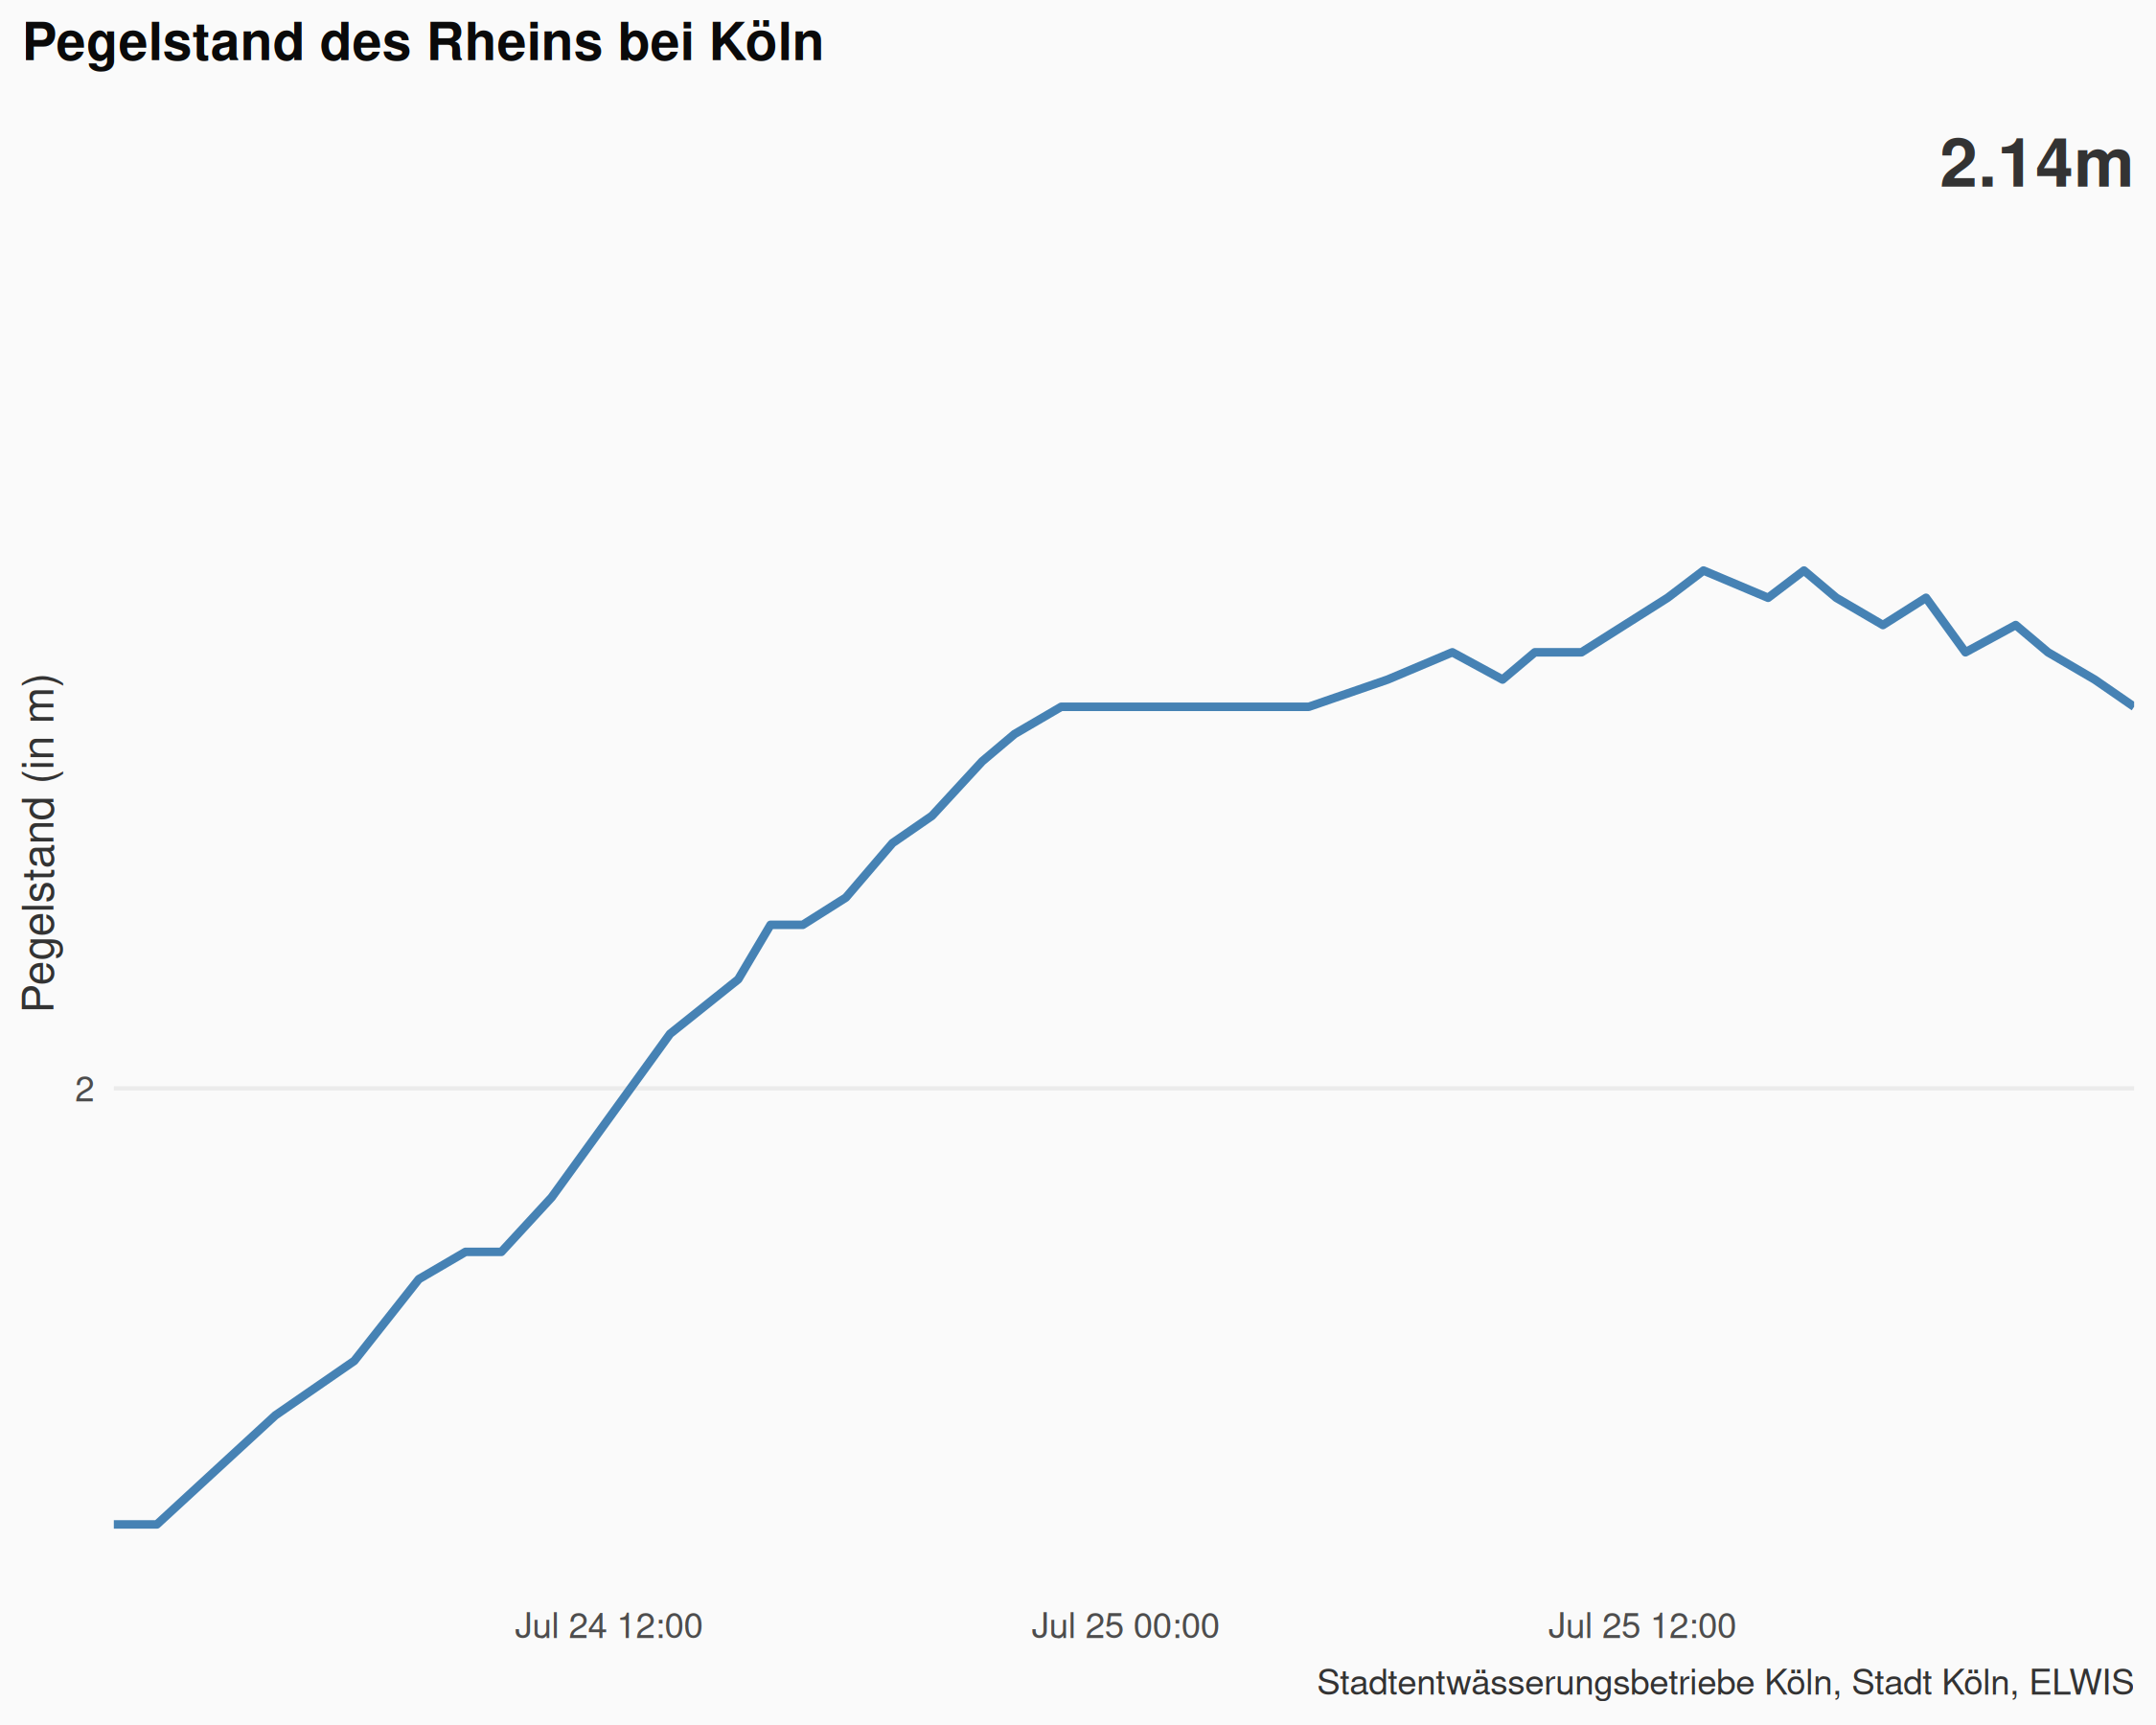 Pegelstand des Rheins bei Köln
2.14m
Pegelstand (in m)
2
Jul 24 12:00
Jul 25 00:00
Jul 25 12:00
Stadtentwässerungsbetriebe Köln, Stadt Köln, ELWIS